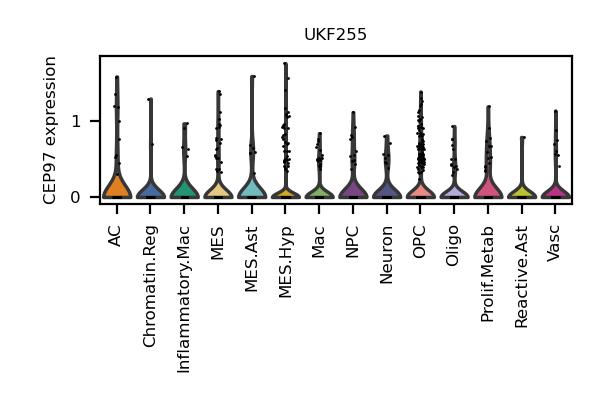 UKF255
CEP97 expression
1
0
AC
Chromatin.Reg
Inflammatory.Mac
MES
MES.Ast
MES.Hyp
Mac
NPC
Neuron
OPC
Oligo
Prolif.Metab
Reactive.Ast
Vasc